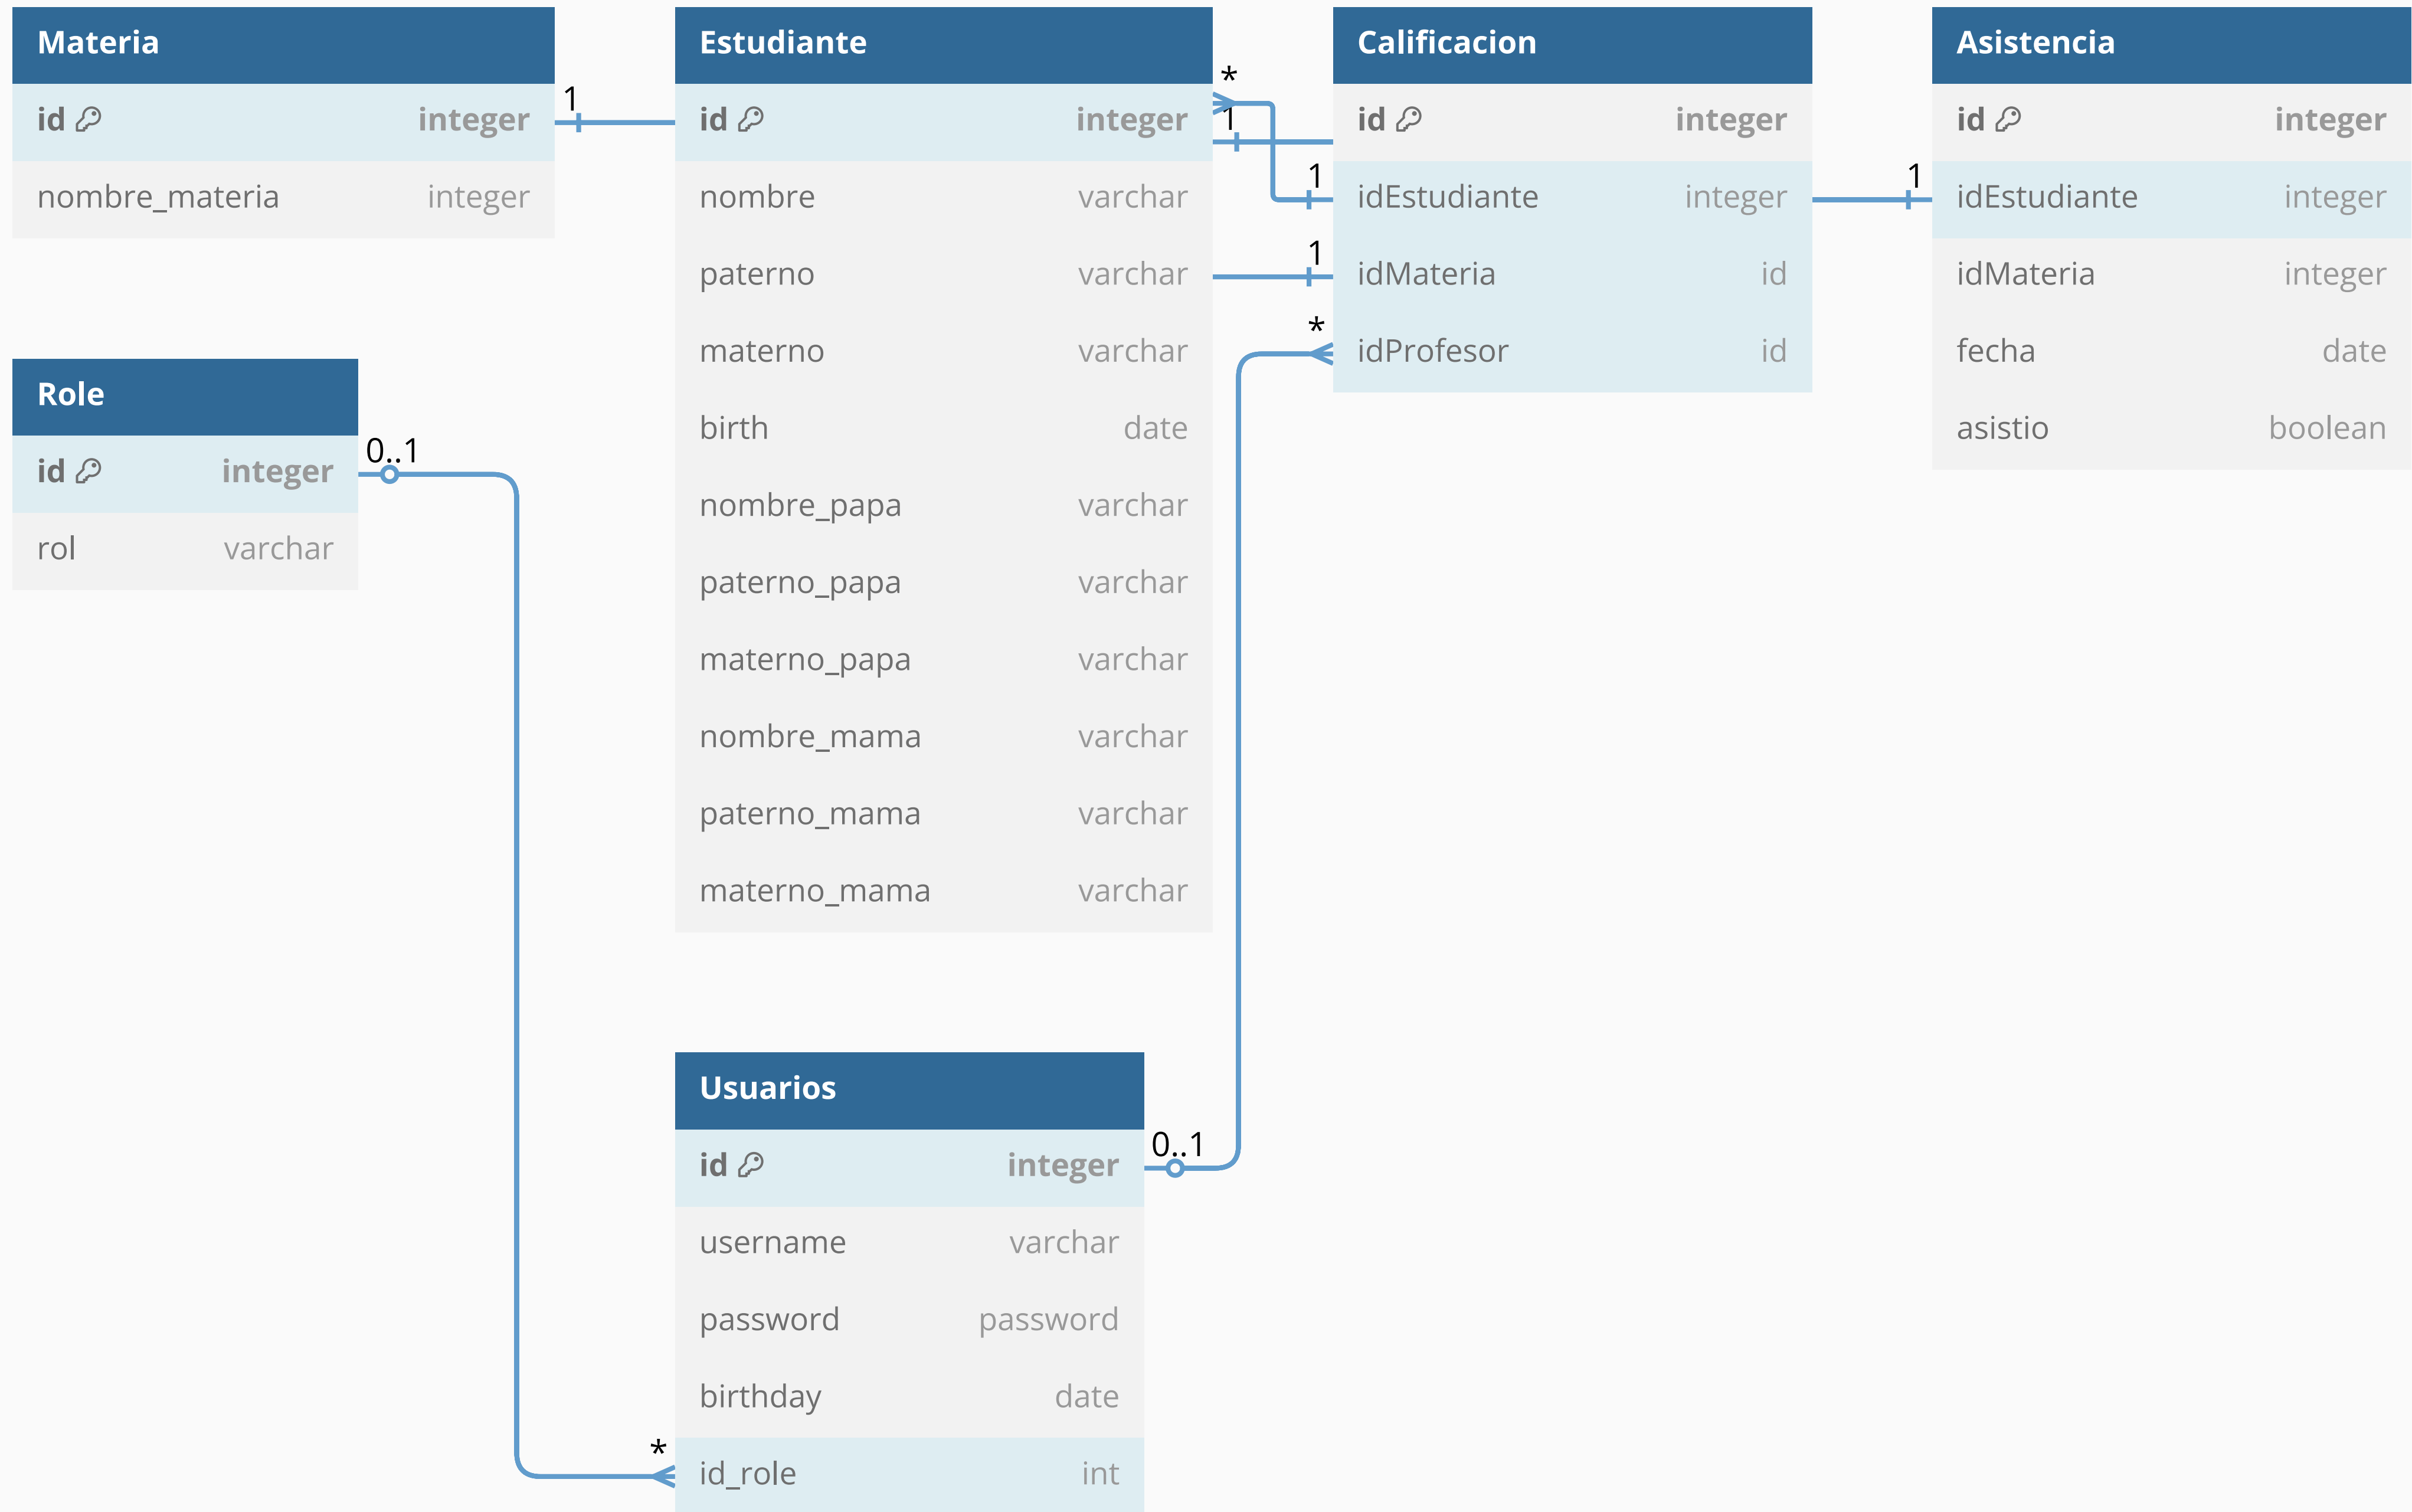 Materia
id integer
nombre_materia integer
Role
id integer
rol varchar
Estudiante
id integer
nombre varchar
paterno varchar
materno varchar
birth date
nombre_papa varchar
paterno_papa varchar
materno_papa varchar
nombre_mama varchar
paterno_mama varchar
materno_mama varchar
Usuarios
id integer
username varchar
password password
birthday date
id_role int
Calificacion
id integer
idEstudiante integer
idMateria id
idProfesor id
Asistencia
id integer
idEstudiante integer
idMateria integer
fecha date
asistio boolean
1
*
1
1
1
1
*
0..1
0..1
*